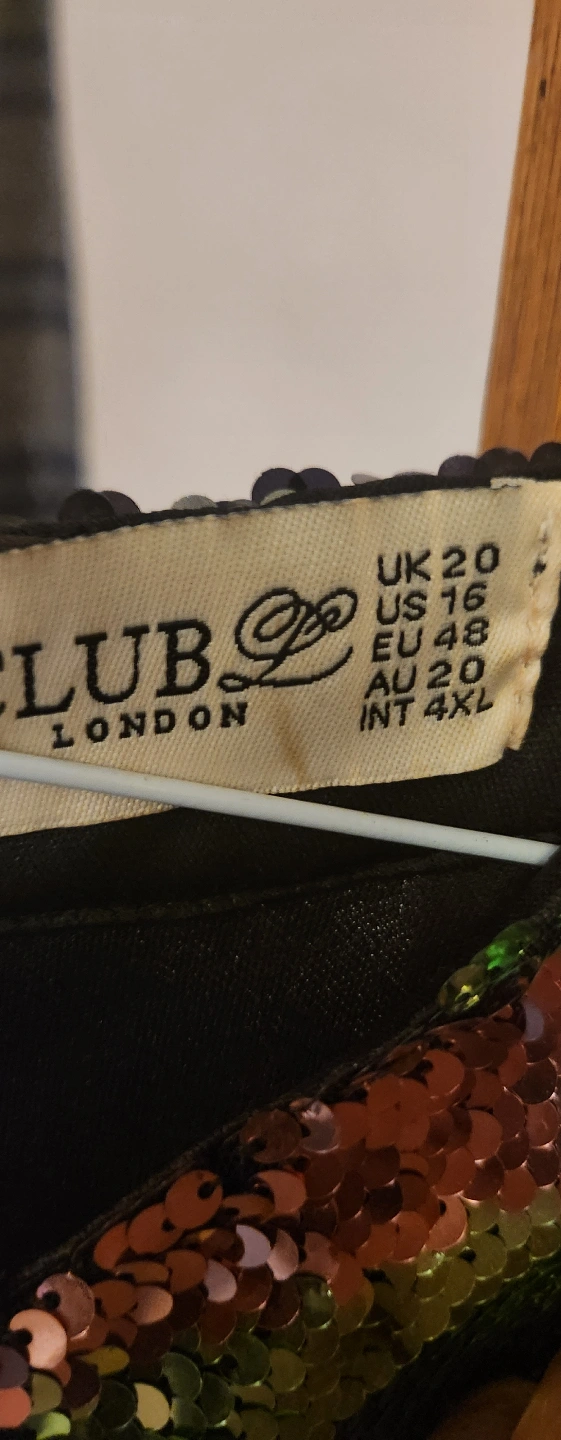 CLUB L
LONDON
UK 20
US 16
EU 48
AU 20
INT 4XL